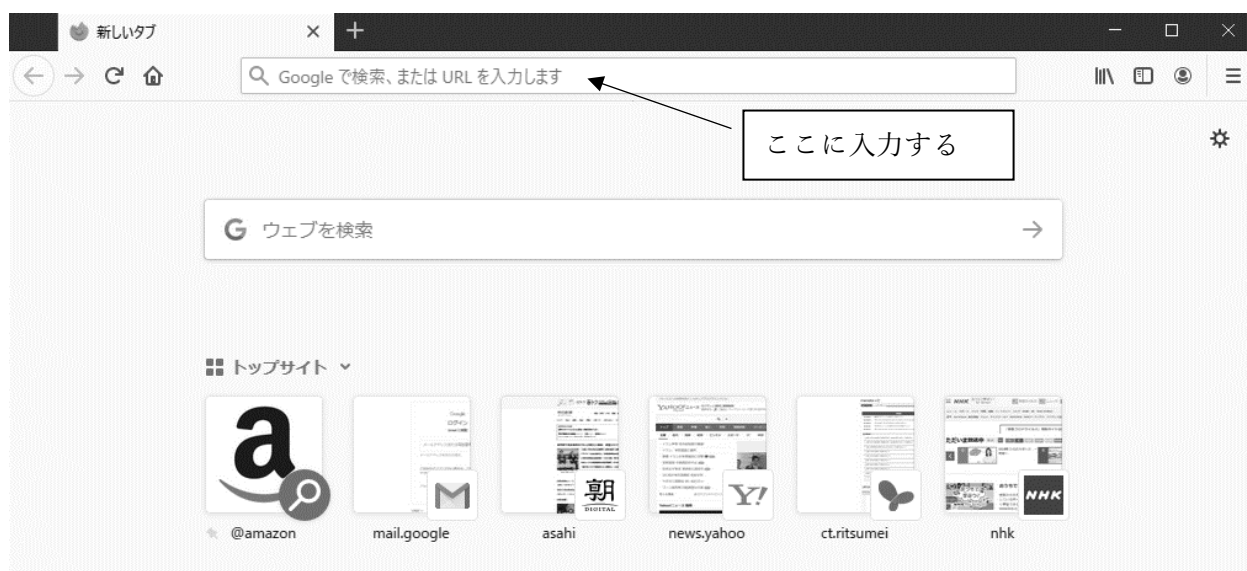 新しいタブ
Google で検索、または URL を入力します
ここに入力する
G ウェブを検索
トップサイト
a
朝
DIGITAL
Y!
NHK
@amazon
mail.google
asahi
news.yahoo
ct.ritsumei
nhk